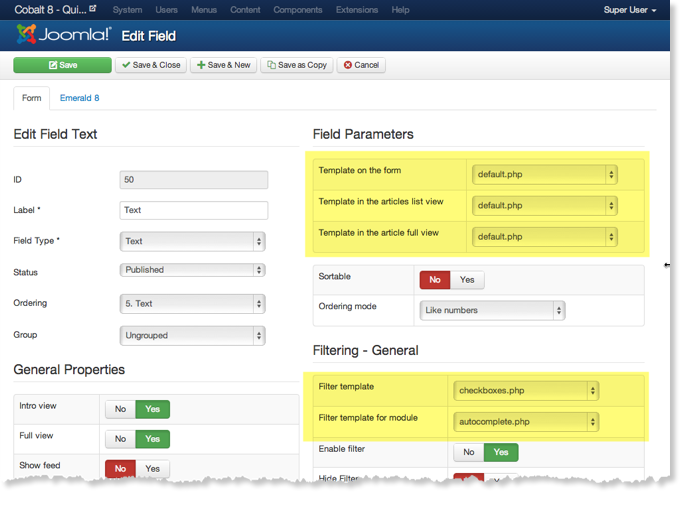 Cobalt 8 - Qui... System Users Menus Content Components Extensions Help Super User
Joomla! Edit Field
Save Save & Close Save & New Save as Copy Cancel
Form Emerald 8
Edit Field Text
ID 50
Label * Text
Field Type * Text
Status Published
Ordering 5. Text
Group Ungrouped
General Properties
Intro view No Yes
Full view No Yes
Show feed No Yes
Field Parameters
Template on the form default.php
Template in the articles list view default.php
Template in the article full view default.php
Sortable No Yes
Ordering mode Like numbers
Filtering - General
Filter template checkboxes.php
Filter template for module autocomplete.php
Enable filter No Yes
Hide Filter